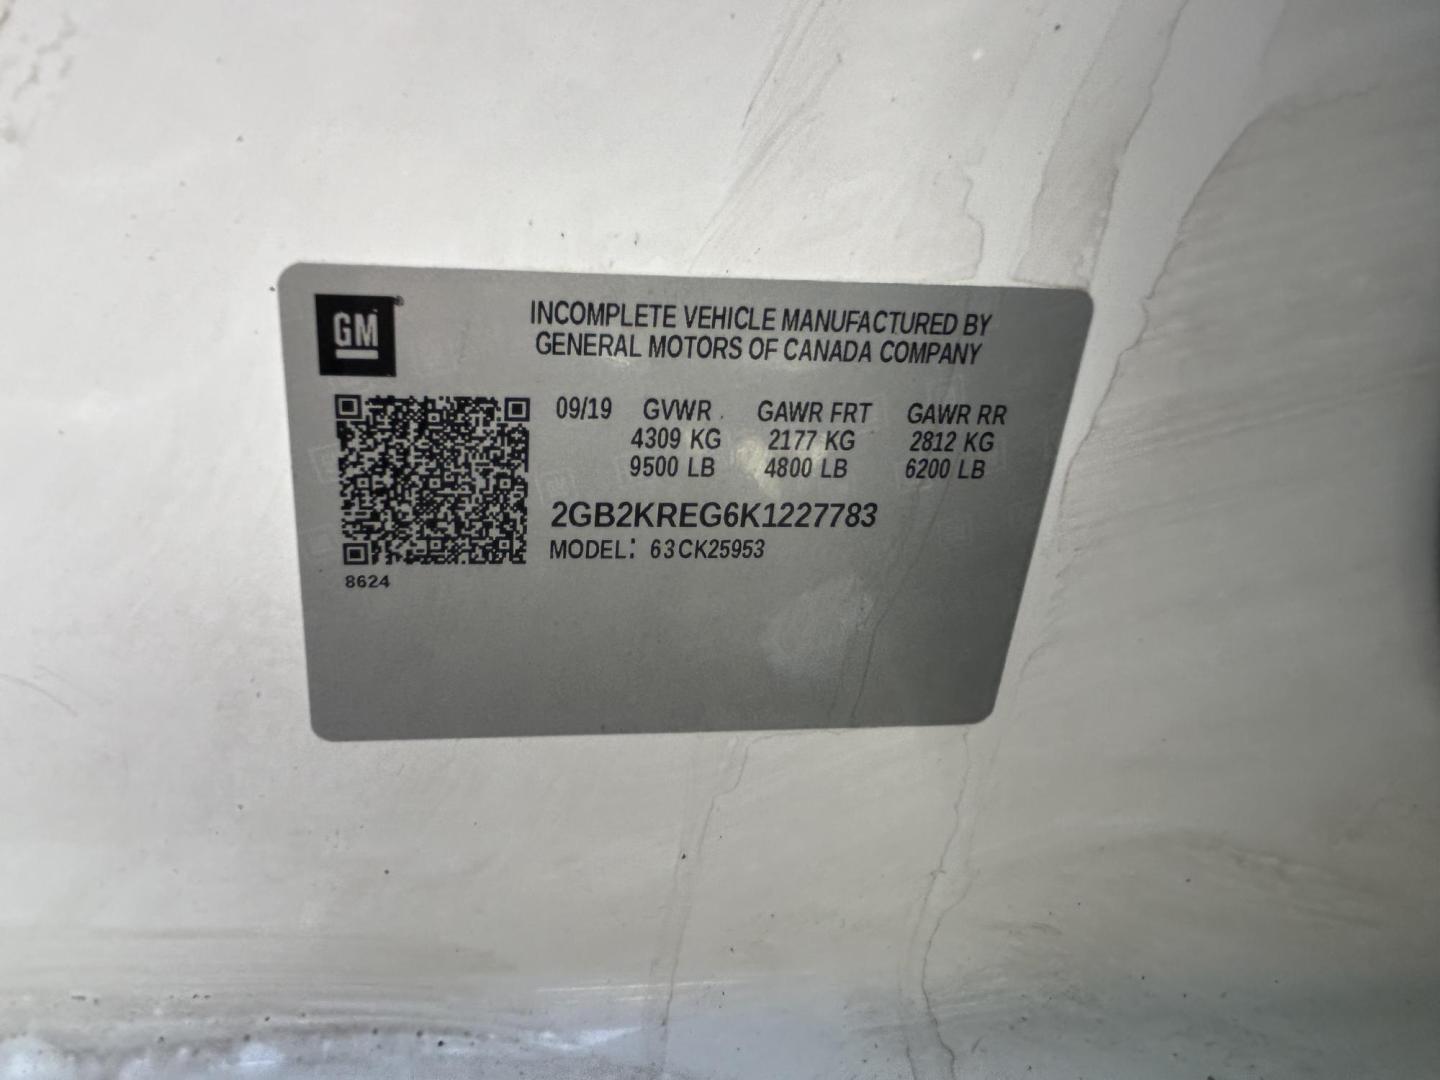 GM
INCOMPLETE VEHICLE MANUFACTURED BY
GENERAL MOTORS OF CANADA COMPANY
09/19 GVWR GAWR FRT GAWR RR
4309 KG 2177 KG 2812 KG
9500 LB 4800 LB 6200 LB
2GB2KREG6K1227783
MODEL: 63CK25953
8624